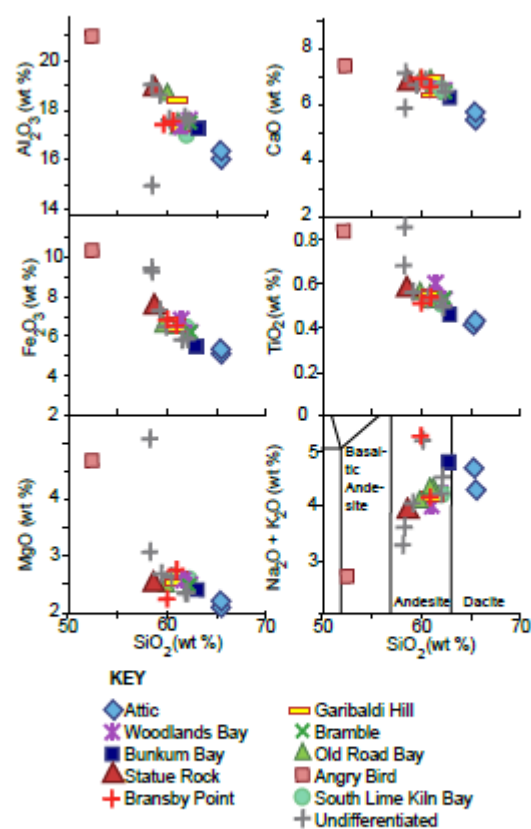 Al2O3 (wt %)
20
18
16
14
CaO (wt %)
8
6
4
2
Fe2O3 (wt %)
10
8
6
4
TiO2 (wt %)
0.8
0.6
0.4
0.2
0
MgO (wt %)
5
4
3
2
50
60
70
SiO2(wt %)
Na2O + K2O (wt %)
5
4
3
Basal-
tic
Ande-
site
Andesite
Dacite
50
60
70
SiO2(wt %)
KEY
Attic
Garibaldi Hill
Woodlands Bay
Bramble
Bunkum Bay
Old Road Bay
Statue Rock
Angry Bird
Bransby Point
South Lime Kiln Bay
Undifferentiated